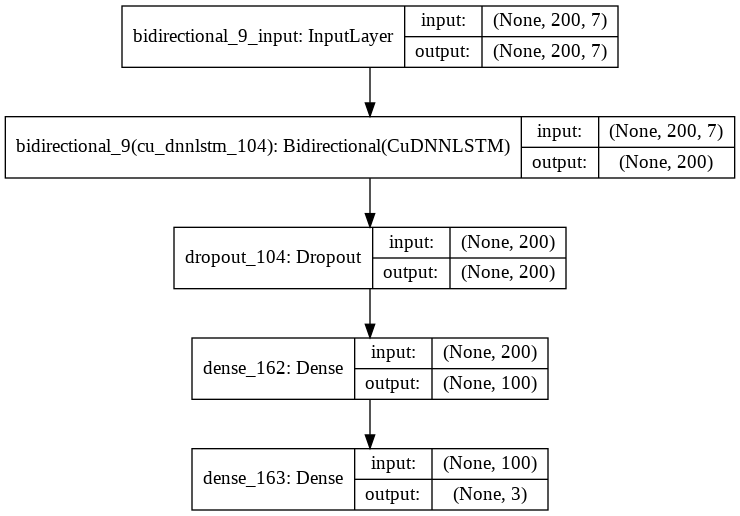 bidirectional_9_input: InputLayer
input: (None, 200, 7)
output: (None, 200, 7)
bidirectional_9(cu_dnnlstm_104): Bidirectional(CuDNNLSTM)
input: (None, 200, 7)
output: (None, 200)
dropout_104: Dropout
input: (None, 200)
output: (None, 200)
dense_162: Dense
input: (None, 200)
output: (None, 100)
dense_163: Dense
input: (None, 100)
output: (None, 3)